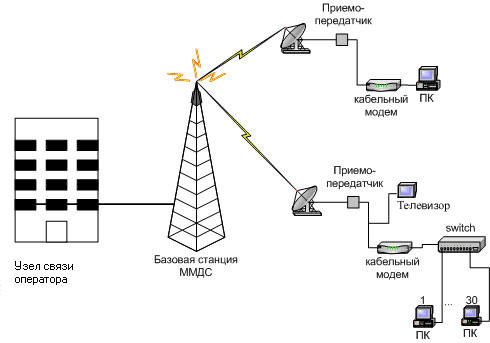 Приемо-
передатчик
кабельный
модем
ПК
Приемо-
передатчик
Телевизор
switch
кабельный
модем
Базовая станция
ММДС
Узел связи
оператора
1
...
30
ПК
ПК